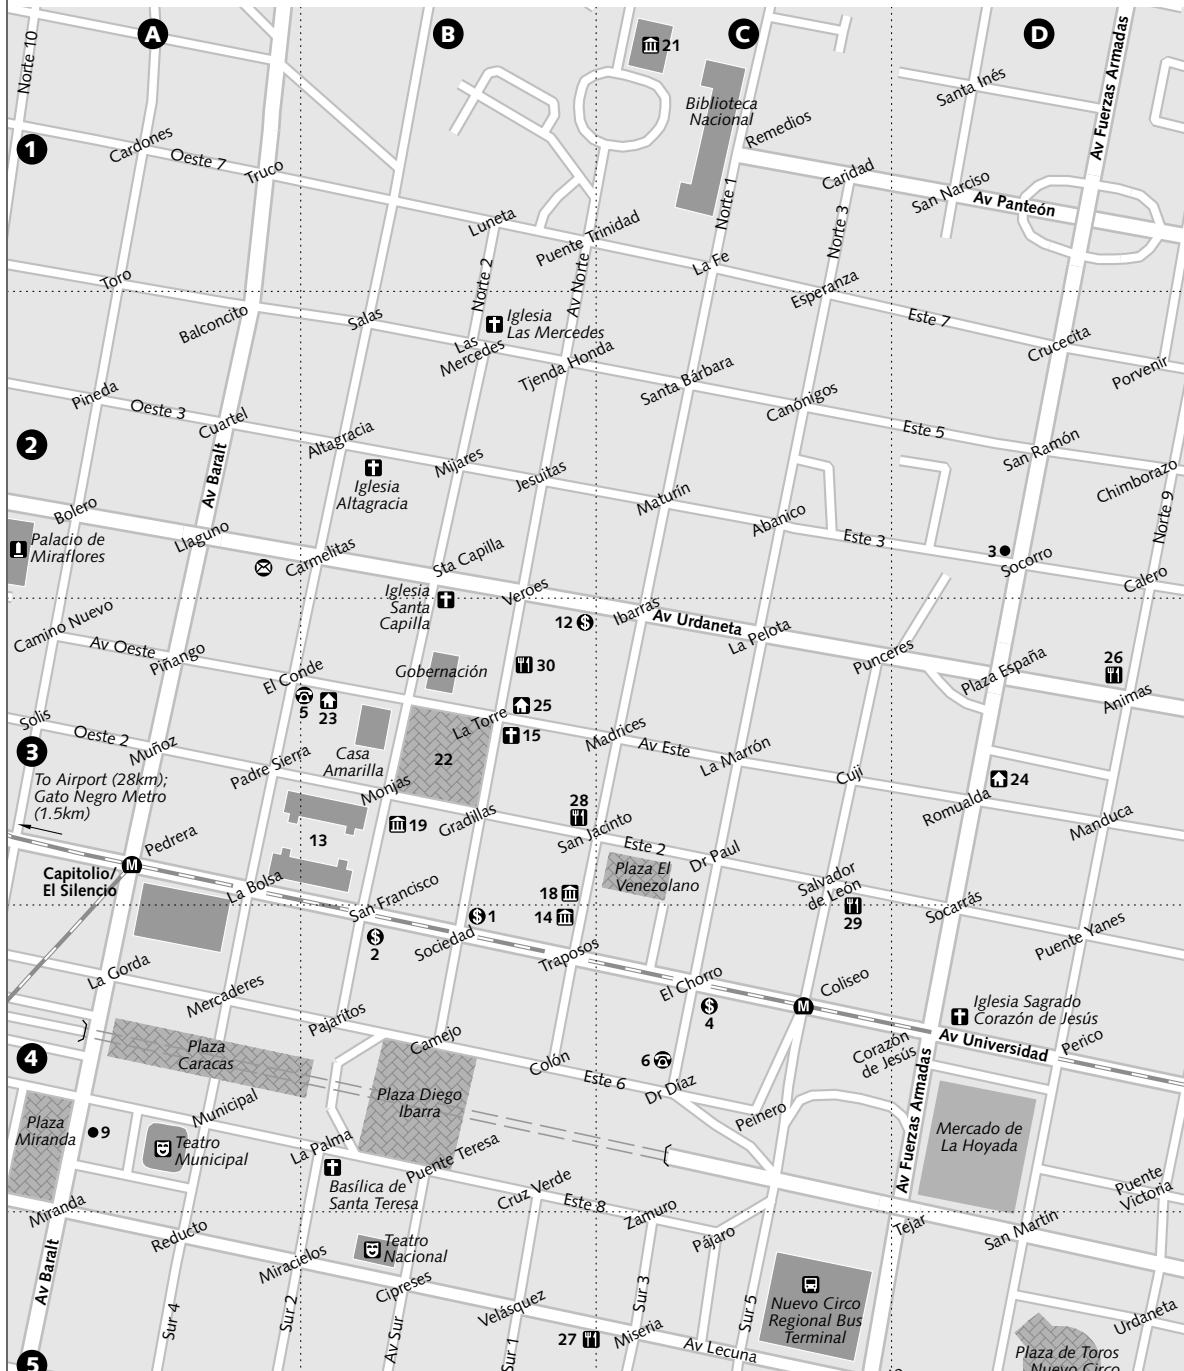 A
B
C
D
Norte 10
21
Biblioteca
Nacional
Santa Inés
Av Fuerzas Armadas
1
Cardones
Oeste 7
Truco
Remedios
Caridad
San Narciso
Av Panteón
Norte 1
Norte 3
Luneta
Puente Trinidad
La Fe
Norte 2
Av Norte
Toro
Esperanza
Balconcito
Salas
Iglesia
Las Mercedes
Este 7
Las
Mercedes
Tjenda Honda
Crucecita
Porvenir
Santa Bárbara
Pineda
Oeste 3
Cuartel
Canónigos
Altagracia
Este 5
San Ramón
2
Av Baralt
Mijares
Jesuitas
Iglesia
Altagracia
Chimborazo
Maturín
Bolero
Llaguno
Abanico
Norte 9
Palacio de
Miraflores
Carmelitas
Sta Capilla
Este 3
3
Socorro
Calero
Iglesia
Santa
Capilla
Veroes
Ibarras
12
Av Urdaneta
La Pelota
Camino Nuevo
Av Oeste
Piñango
El Conde
Gobernación
30
Punceres
Plaza España
26
Animas
5
23
25
La Torre
15
Solis
Oeste 2
Muñoz
Madrices
Av Este
La Marrón
3
Padre Sierra
Casa
Amarilla
22
Cuji
24
To Airport (28km);
Gato Negro Metro
(1.5km)
Monjas
Romualda
Manduca
28
Gradillas
19
13
San Jacinto
Este 2
Pedrera
Dr Paul
Plaza El
Venezolano
Capitolio/
El Silencio
La Bolsa
San Francisco
18
Salvador
de León
29
Socarrás
1
14
2
Sociedad
Traposos
Puente Yanes
La Gorda
Mercaderes
El Chorro
Coliseo
4
Iglesia Sagrado
Corazón de Jesús
Pajaritos
Camejo
Corazón
de Jesús
Av Universidad
Perico
4
Plaza
Caracas
Colón
6
Este 6
Dr Díaz
Plaza Diego
Ibarra
Municipal
Peinero
Plaza
Miranda
9
Teatro
Municipal
La Palma
Puente Teresa
Av Fuerzas Armadas
Mercado de
La Hoyada
Basílica de
Santa Teresa
Cruz Verde
Este 8
Puente
Victoria
Miranda
Reducto
Zamuro
Pájaro
Tejar
San Martín
Teatro
Nacional
Miracielos
Av Baralt
Cipreses
Velásquez
Sur 4
Sur 2
Av Sur
Sur 1
Sur 3
Sur 5
Nuevo Circo
Regional Bus
Terminal
Urdaneta
27
Miseria
Av Lecuna
Plaza de Toros
Nuevo Circo
5